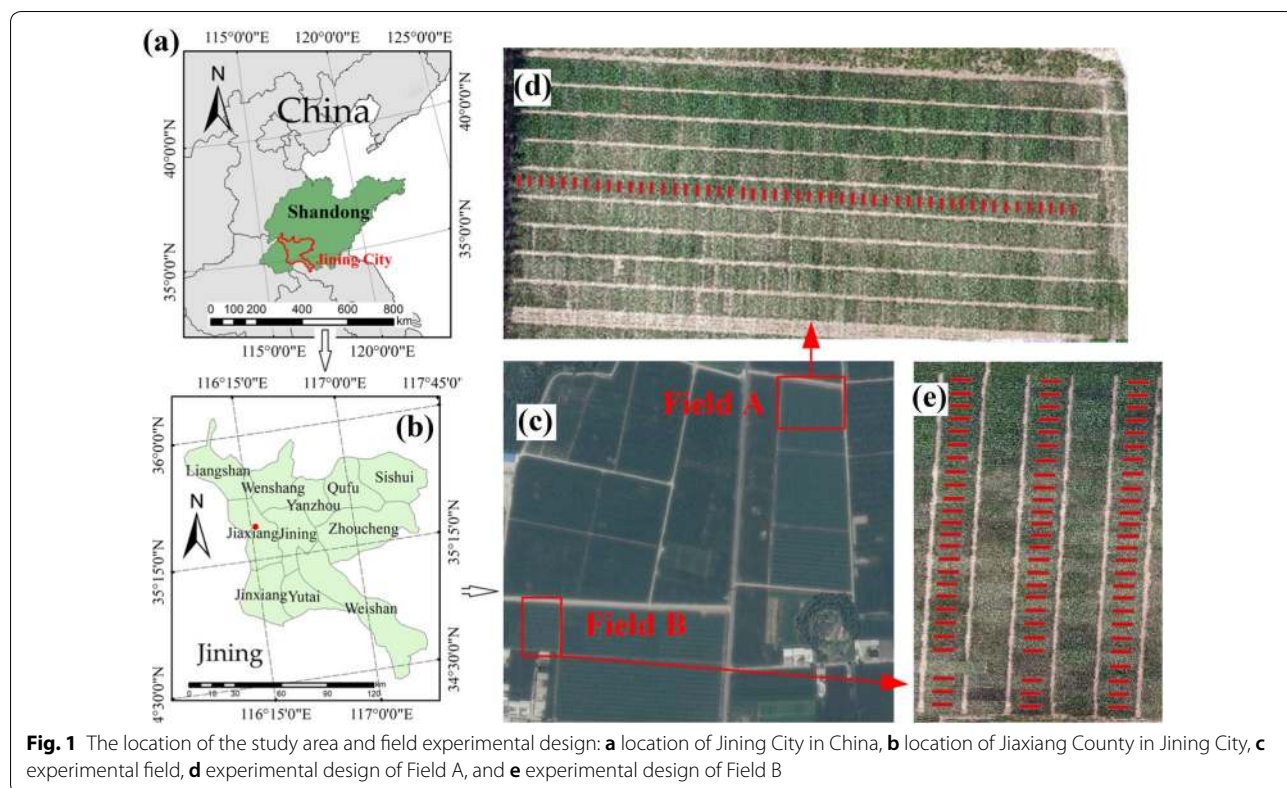 (a)
115°0'0"E 120°0'0"E 125°0'0"E
N
China
40°0'0"N
40°0'0"N
Shandong
Jining City
35°0'0"N
35°0'0"N
0 100 200 400 600 800
km
115°0'0"E 120°0'0"E
(d)
116°15'0"E 117°0'0"E 117°45'0'
(b)
36°0'0"N
Liangshan
Wenshang
Qufu
Sishui
Yanzhou
N
Jiaxiang
Jining
Zhoucheng
35°15'0"N
35°15'0"N
Jinxiang
Yutai
Weishan
Jining
34°30'0"N
4°30'0"N
0 10 30 60 90 120
km
116°15'0"E 117°0'0"E
(c)
Field A
Field B
(e)
Fig. 1 The location of the study area and field experimental design: a location of Jining City in China, b location of Jiaxiang County in Jining City, c
experimental field, d experimental design of Field A, and e experimental design of Field B